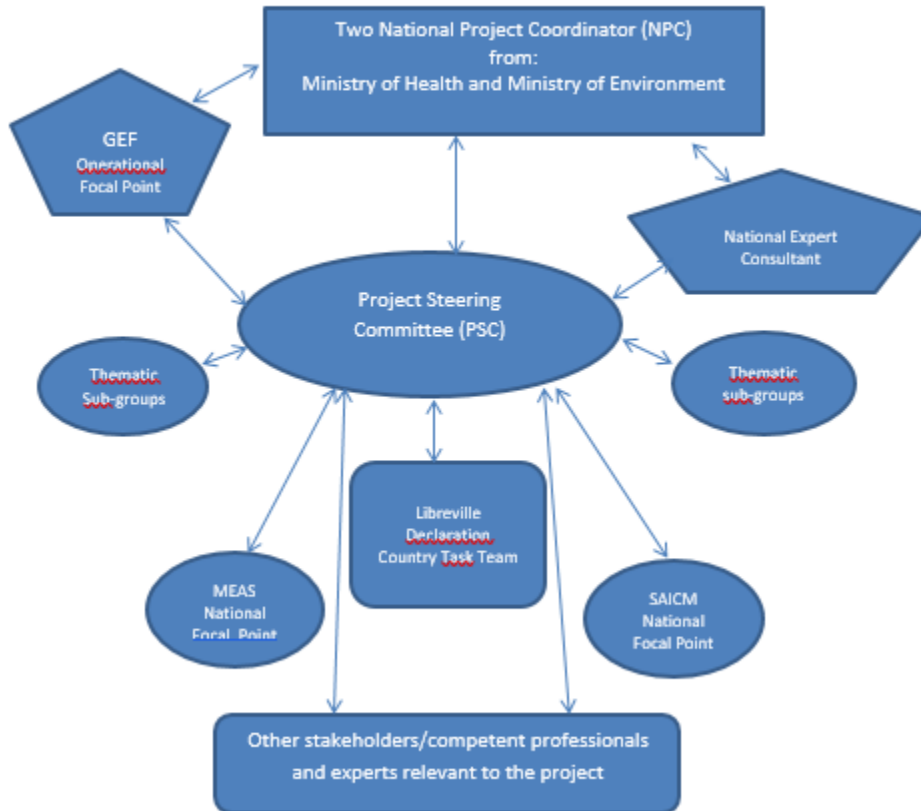 Two National Project Coordinator (NPC)
from:
Ministry of Health and Ministry of Environment
GEF
Operational
Focal Point
National Expert
Consultant
Project Steering
Committee (PSC)
Thematic
Sub-groups
Thematic
sub-groups
Libreville
Declaration
Country Task Team
MEAS
National
Focal Point
SAICM
National
Focal Point
Other stakeholders/competent professionals
and experts relevant to the project